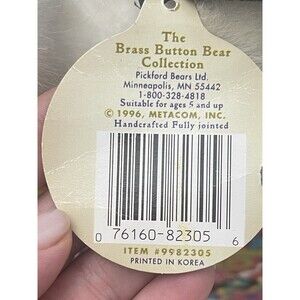 The
Brass Button Bear
Collection
Pickford Bears Ltd.
Minneapolis, MN 55442
1-800-328-4818
Suitable for ages 5 and up
© 1996, METACOM, INC.
Handcrafted Fully jointed
0 76160-82305 6
ITEM #9982305
PRINTED IN KOREA